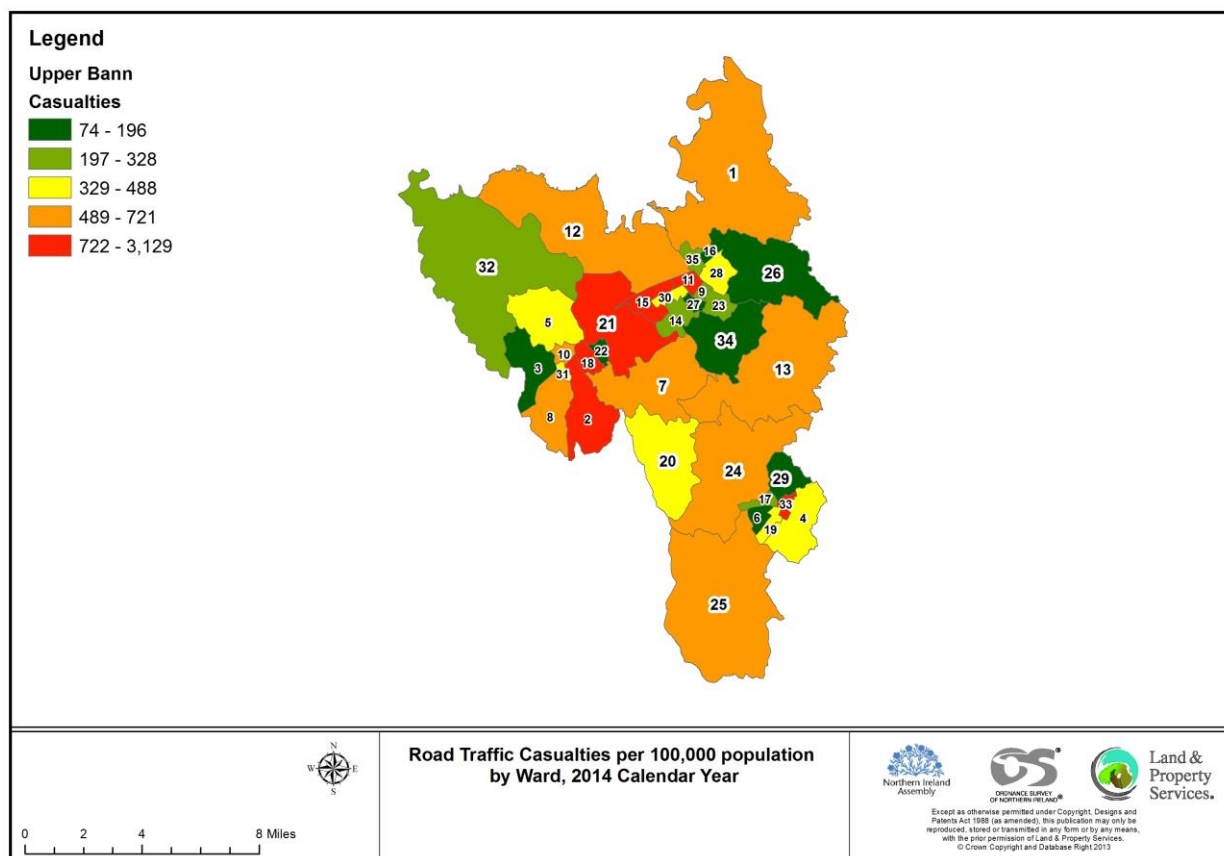 Legend
Upper Bann
Casualties
74 - 196
197 - 328
329 - 488
489 - 721
722 - 3,129
1
12
16
35
26
32
28
11
9
30
15
27
23
5
21
14
34
22
10
18
3
31
13
7
8
2
20
24
29
17
33
4
6
19
25
N
W E
S
0 2 4 8 Miles
Road Traffic Casualties per 100,000 population
by Ward, 2014 Calendar Year
Northern Ireland
Assembly
OS®
ORDNANCE SURVEY
OF NORTHERN IRELAND®
Land &
Property
Services.
Except as otherwise permitted under Copyright, Designs and
Patents Act 1988 (as amended), this publication may only be
reproduced, stored or transmitted in any form or by any means,
with the prior permission of Land & Property Services.
© Crown Copyright and Database Right 2013